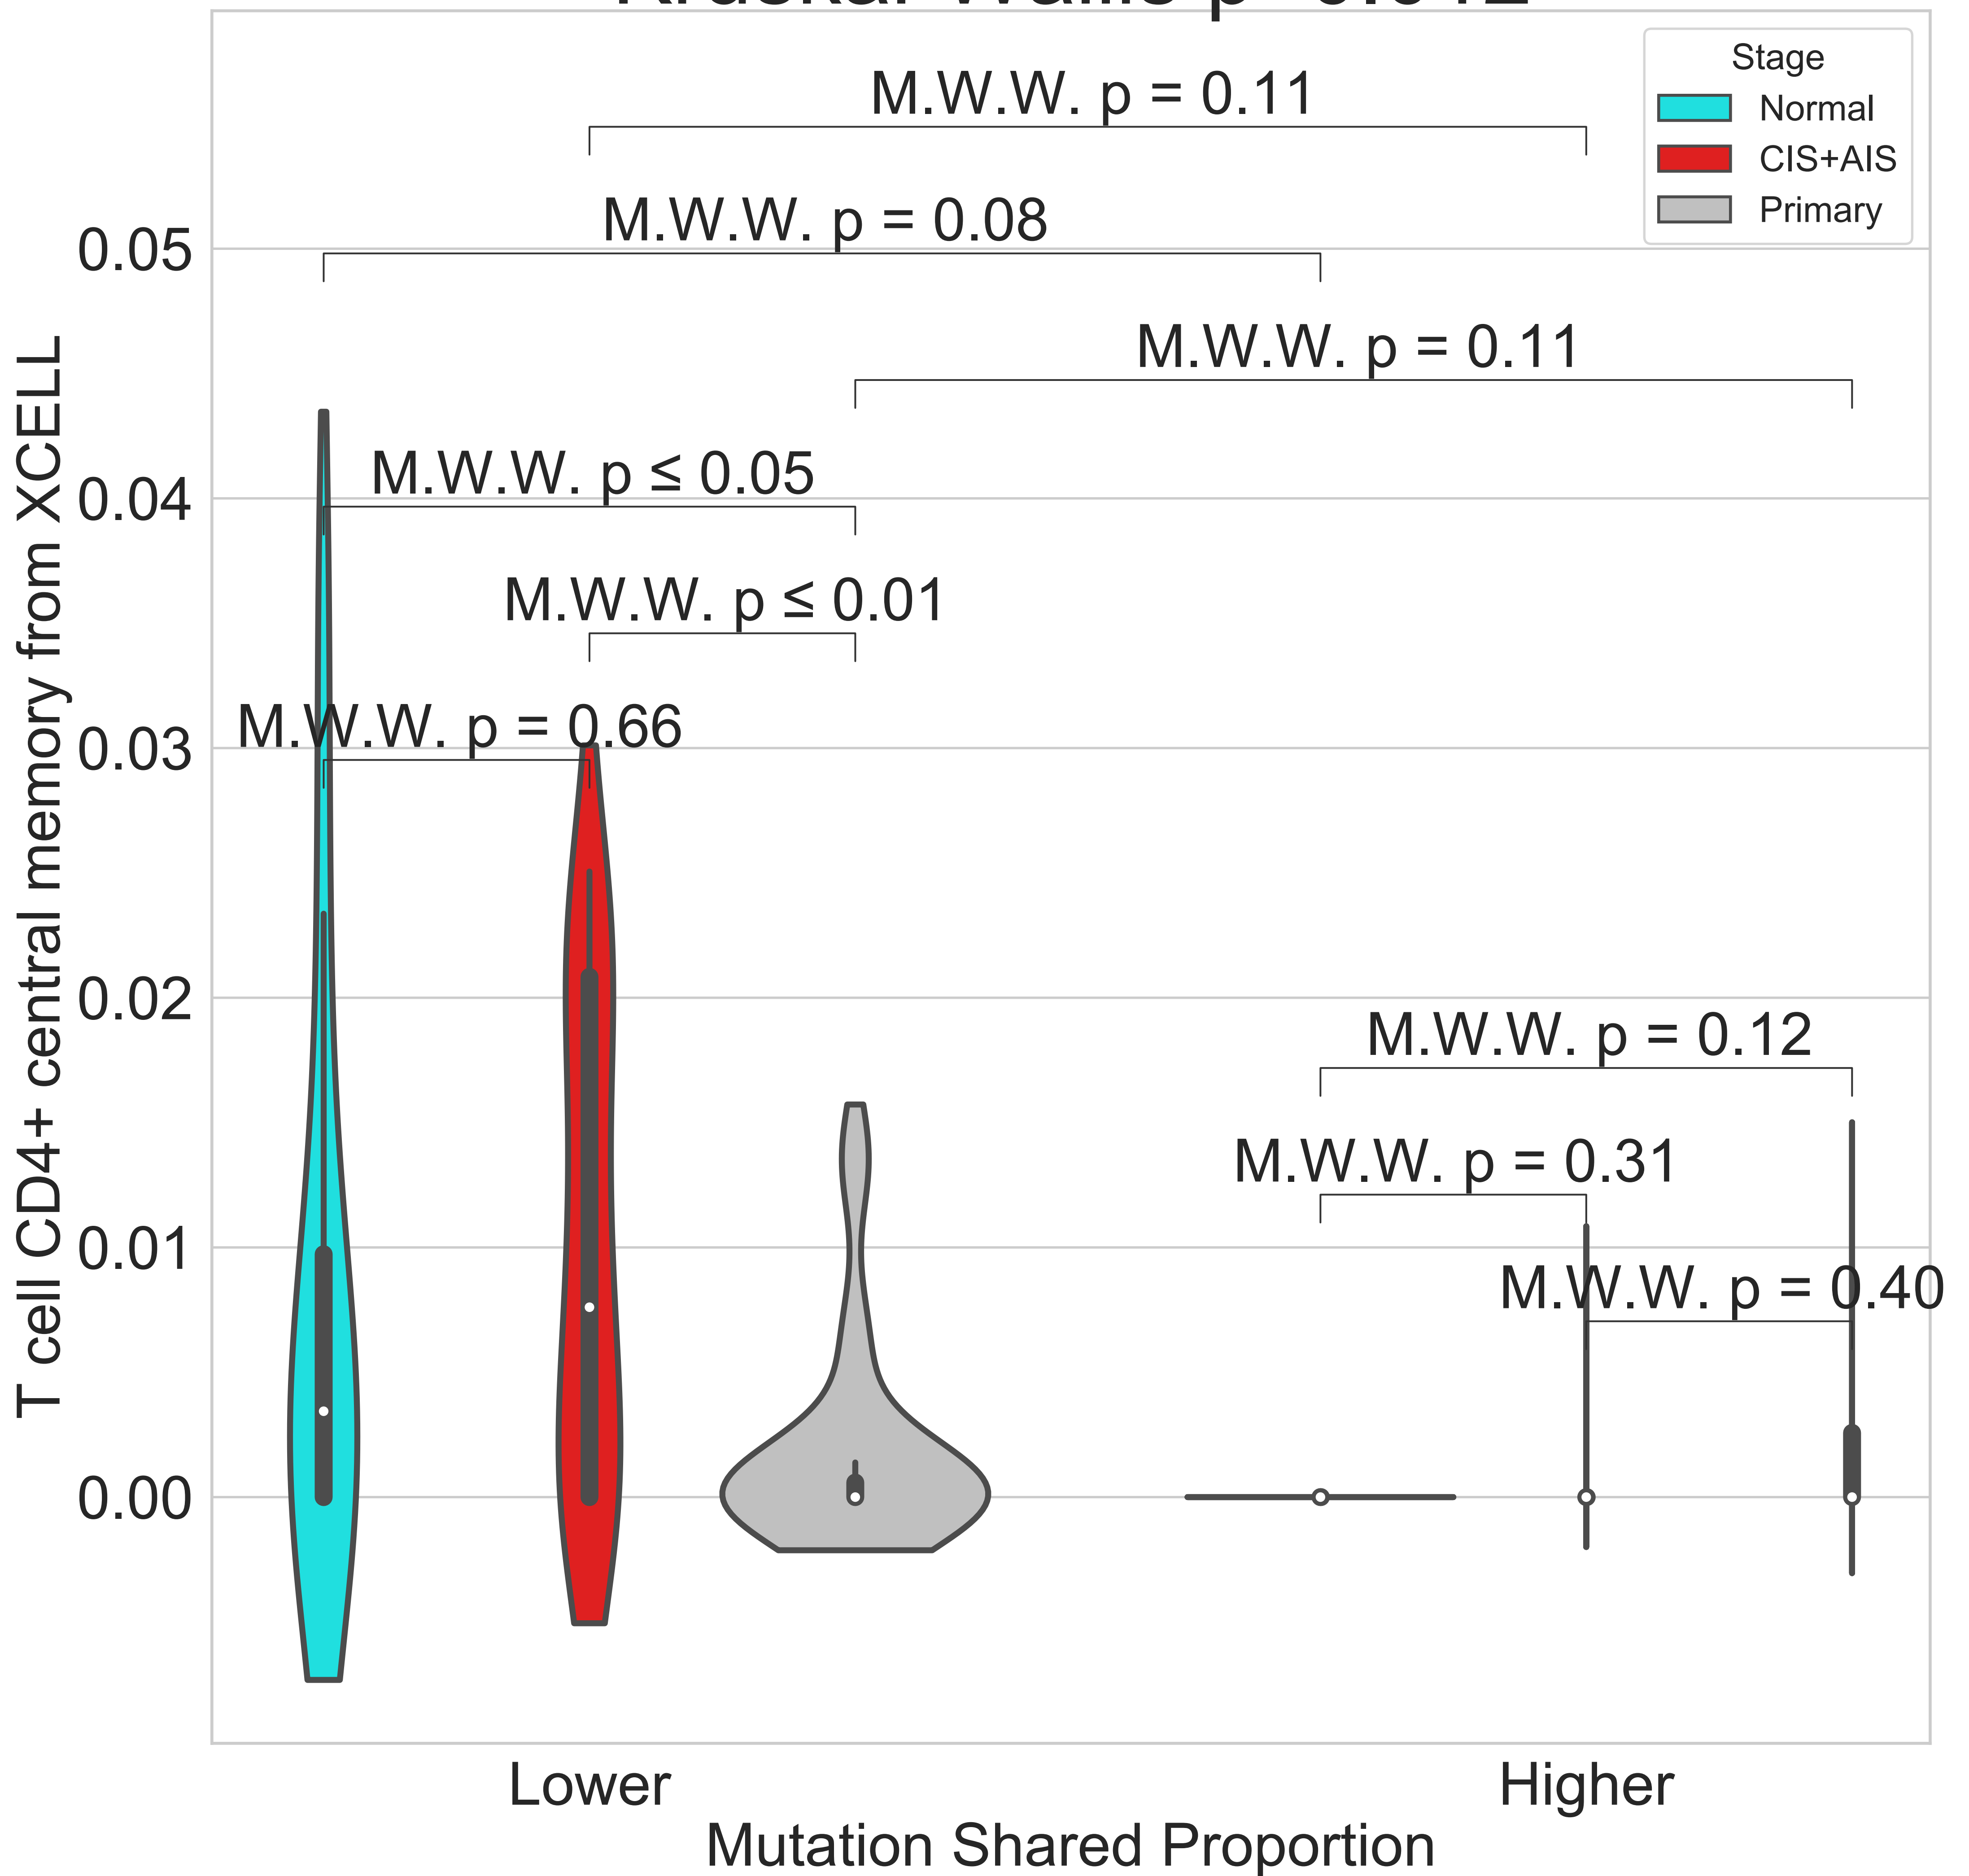 Stage
Normal
CIS+AIS
Primary
M.W.W. p = 0.11
M.W.W. p = 0.08
M.W.W. p = 0.11
M.W.W. p ≤ 0.05
M.W.W. p ≤ 0.01
M.W.W. p = 0.66
M.W.W. p = 0.12
M.W.W. p = 0.31
M.W.W. p = 0.40
0.05
0.04
0.03
0.02
0.01
0.00
T cell CD4+ central memory from XCELL
Lower
Higher
Mutation Shared Proportion